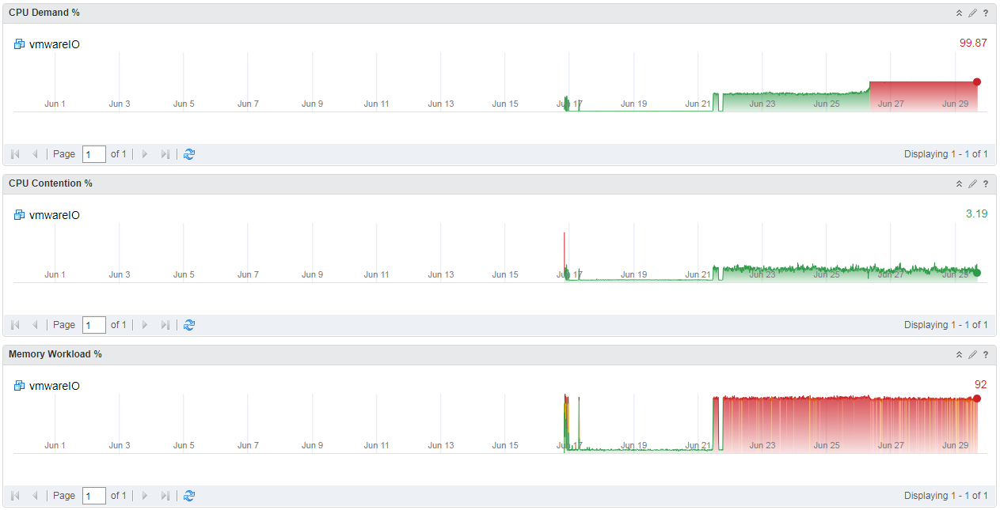 CPU Demand % ?
vmwareIO 99.87
Jun 1 Jun 3 Jun 5 Jun 7 Jun 9 Jun 11 Jun 13 Jun 15 Jun 17 Jun 19 Jun 21 Jun 23 Jun 25 Jun 27 Jun 29
Page 1 of 1 Displaying 1 - 1 of 1
CPU Contention % ?
vmwareIO 3.19
Jun 1 Jun 3 Jun 5 Jun 7 Jun 9 Jun 11 Jun 13 Jun 15 Jun 17 Jun 19 Jun 21 Jun 23 Jun 25 Jun 27 Jun 29
Page 1 of 1 Displaying 1 - 1 of 1
Memory Workload % ?
vmwareIO 92
Jun 1 Jun 3 Jun 5 Jun 7 Jun 9 Jun 11 Jun 13 Jun 15 Jun 17 Jun 19 Jun 21 Jun 23 Jun 25 Jun 27 Jun 29
Page 1 of 1 Displaying 1 - 1 of 1